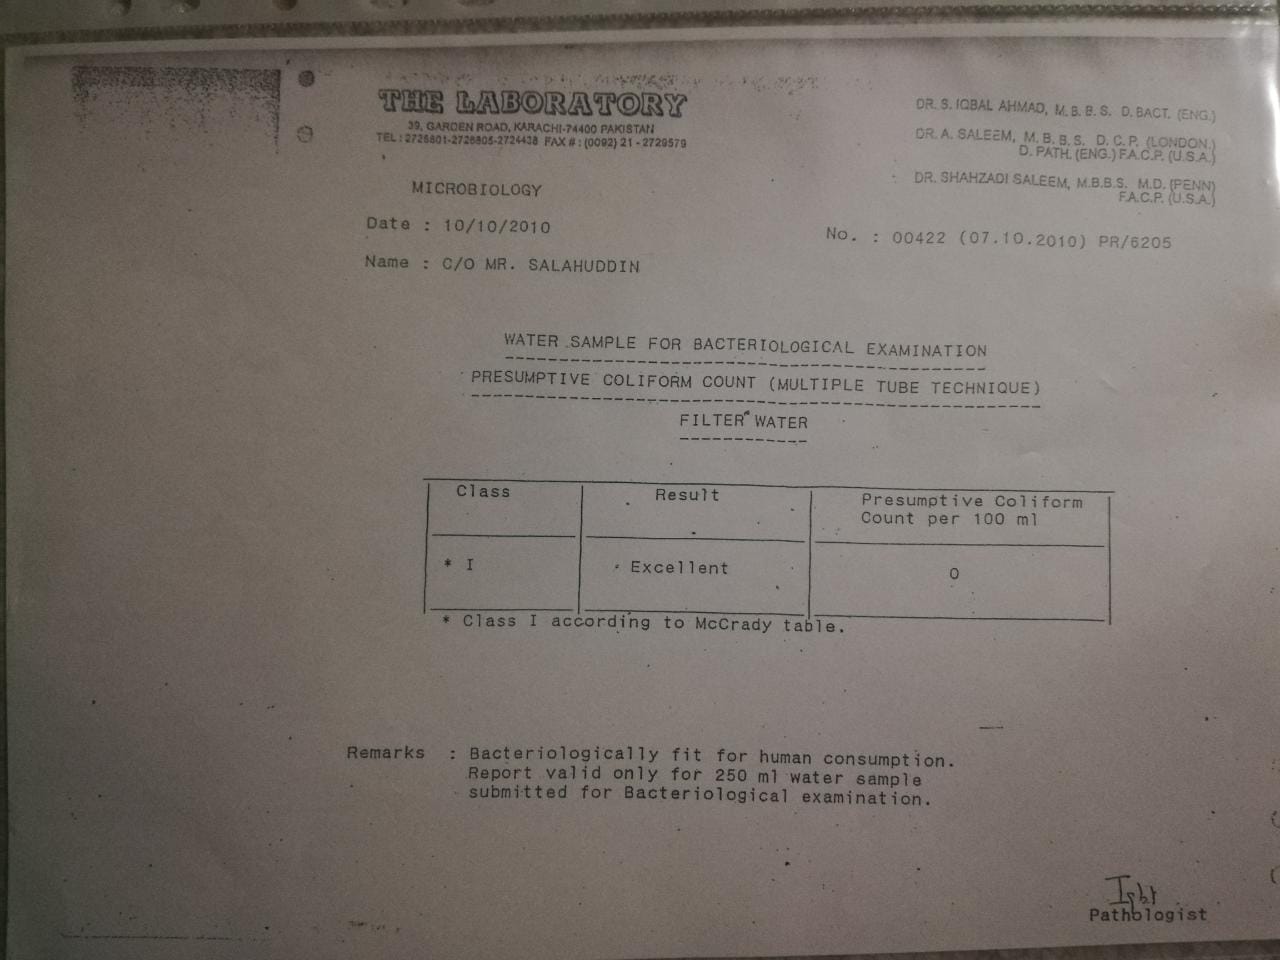 THE LABORATORY
39, GARDEN ROAD, KARACHI-74400 PAKISTAN
TEL : 2726801-2726805-2724438 FAX # : (0092) 21 - 2729579
DR. S. IQBAL AHMAD, M. B. B. S. D. BACT. (ENG.)
DR. A. SALEEM, M. B. B. S. D. C. P. (LONDON.)
D. PATH. (ENG.) F.A.C.P. (U.S.A.)
DR. SHAHZADI SALEEM, M.B.B.S. M.D. (PENN)
F.A.C.P. (U.S.A.)
MICROBIOLOGY
Date : 10/10/2010
No. : 00422 (07.10.2010) PR/6205
Name : C/O MR. SALAHUDDIN
WATER SAMPLE FOR BACTERIOLOGICAL EXAMINATION
PRESUMPTIVE COLIFORM COUNT (MULTIPLE TUBE TECHNIQUE)
FILTER WATER
Class Result Presumptive Coliform
Count per 100 ml
* I Excellent 0
* Class I according to McCrady table.
Remarks : Bacteriologically fit for human consumption.
Report valid only for 250 ml water sample
submitted for Bacteriological examination.
Pathologist